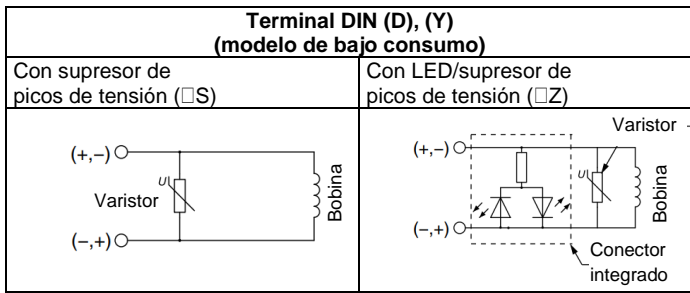 Terminal DIN (D), (Y)
(modelo de bajo consumo)
Con supresor de
picos de tensión (□S)
Con LED/supresor de
picos de tensión (□Z)
(+,−)
U
Varistor
Bobina
(−,+)
Varistor
(+,−)
U
Bobina
(−,+)
Conector
integrado